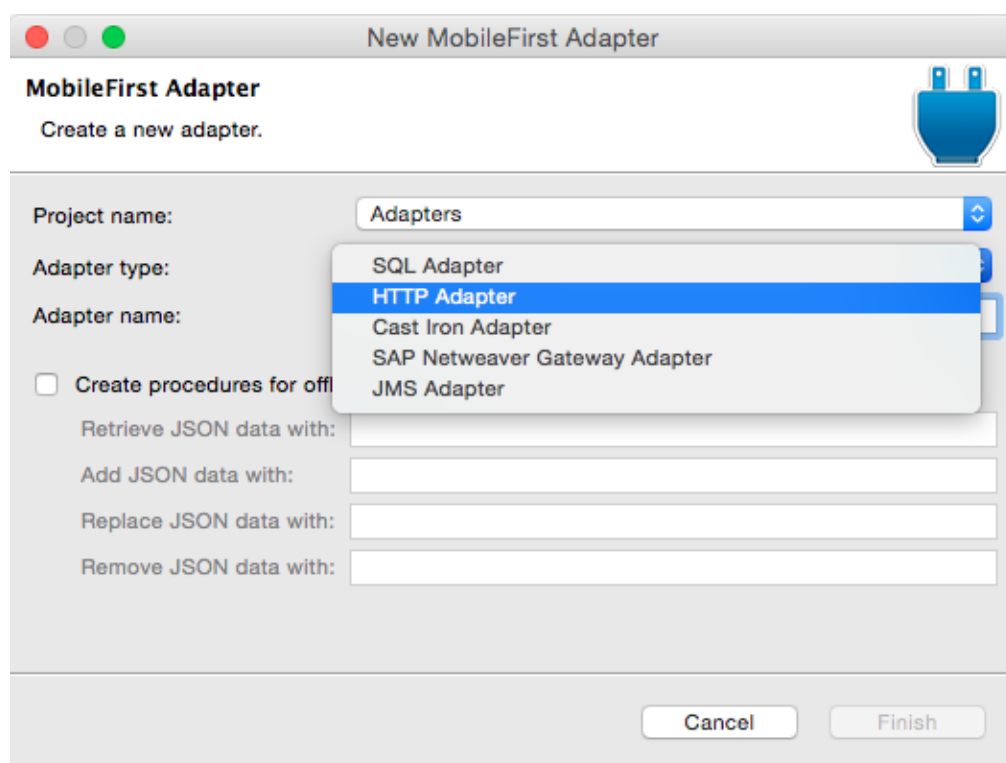 New MobileFirst Adapter
MobileFirst Adapter
Create a new adapter.
Project name: Adapters
Adapter type:
SQL Adapter
HTTP Adapter
Adapter name:
Cast Iron Adapter
SAP Netweaver Gateway Adapter
JMS Adapter
Create procedures for offl
Retrieve JSON data with:
Add JSON data with:
Replace JSON data with:
Remove JSON data with:
Cancel Finish